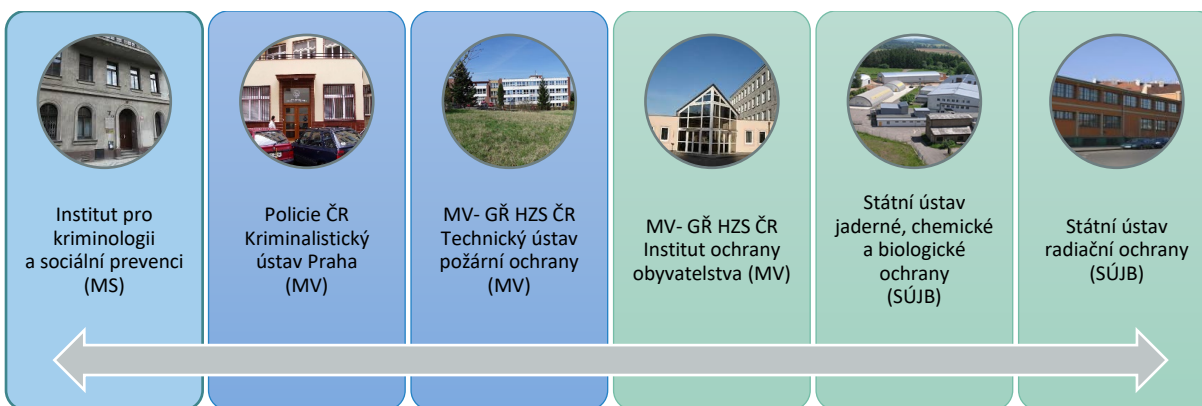 Institut pro
kriminologii
a sociální prevenci
(MS)
Policie ČR
Kriminalistický
ústav Praha
(MV)
MV- GŘ HZS ČR
Technický ústav
požární ochrany
(MV)
MV- GŘ HZS ČR
Institut ochrany
obyvatelstva (MV)
Státní ústav
jaderné, chemické
a biologické
ochrany
(SÚJB)
Státní ústav
radiační ochrany
(SÚJB)